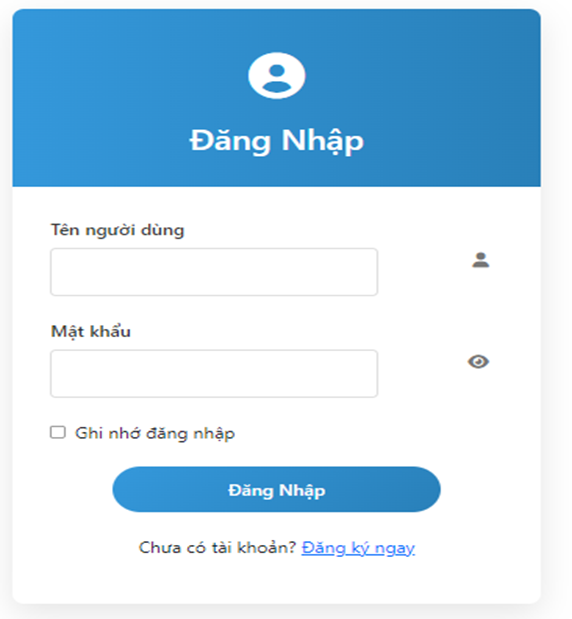 Đăng Nhập
Tên người dùng
Mật khẩu
Ghi nhớ đăng nhập
Đăng Nhập
Chưa có tài khoản? Đăng ký ngay